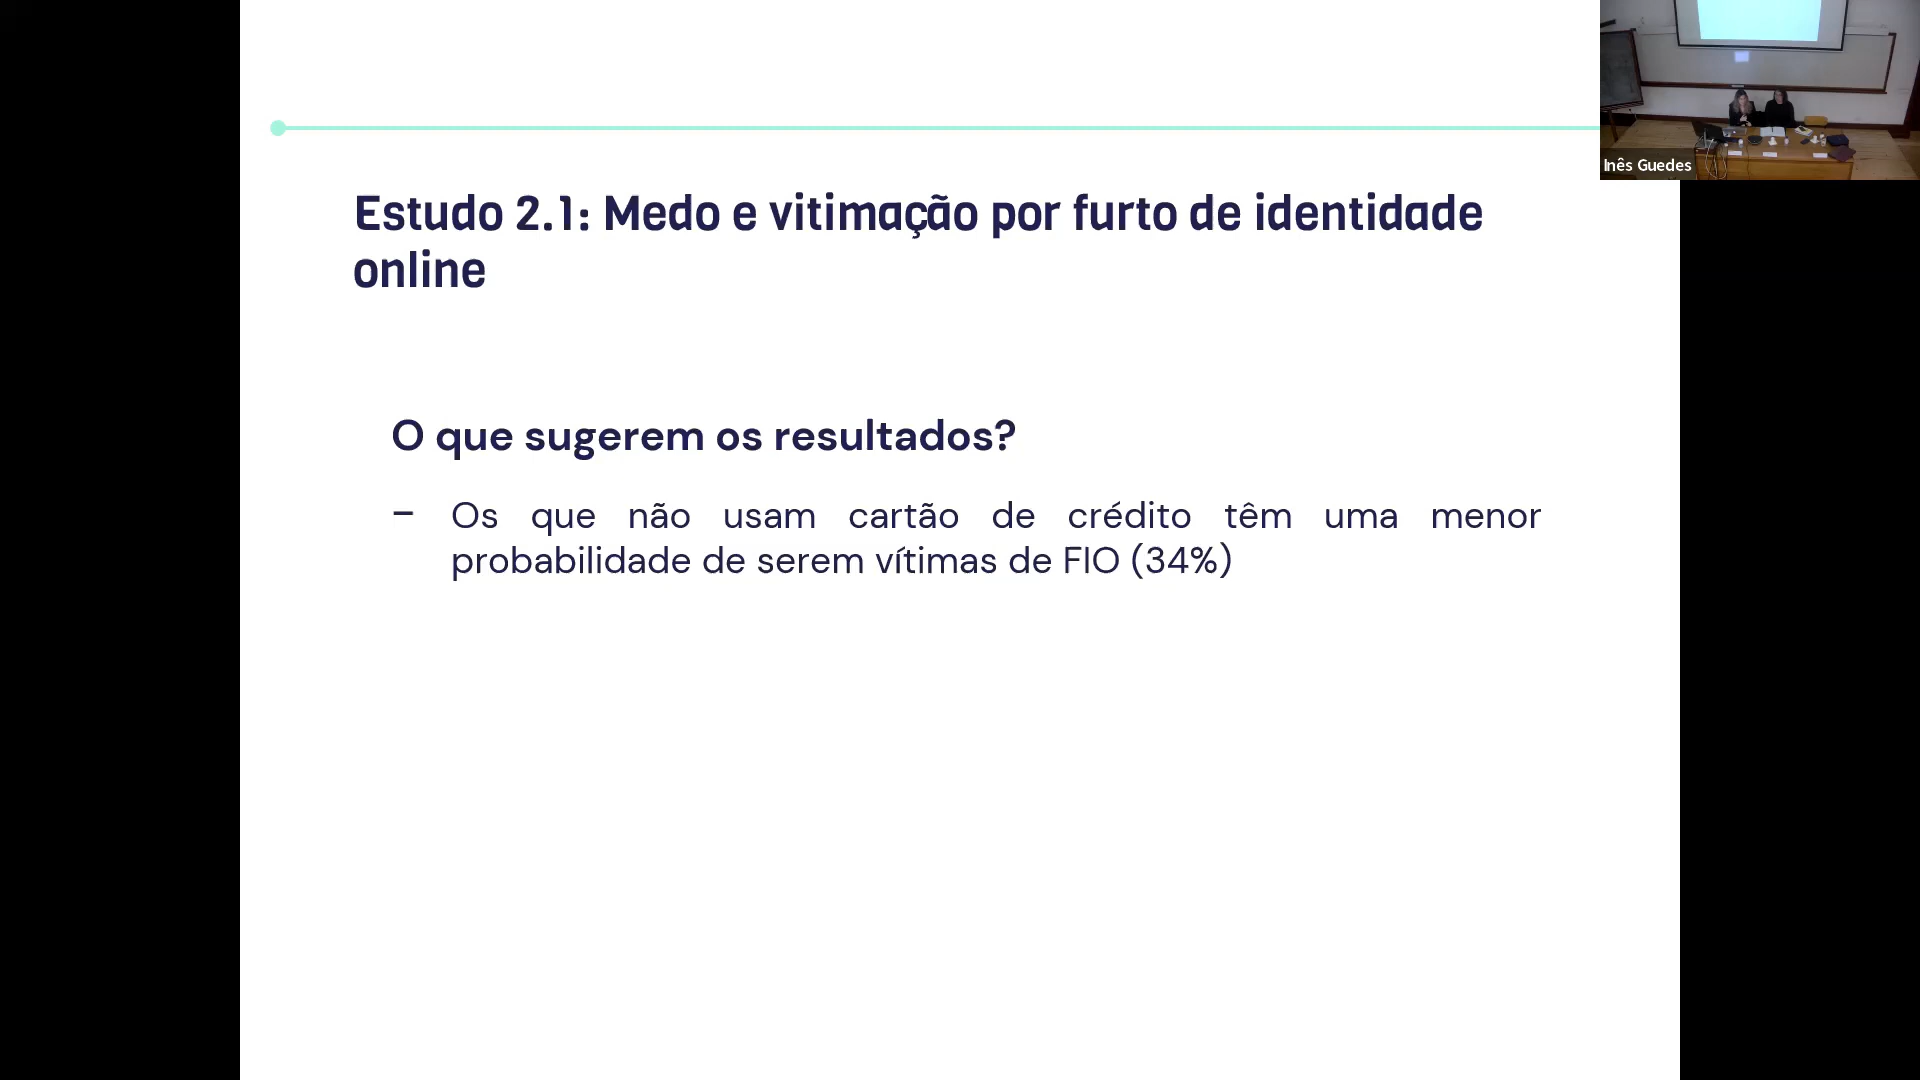 Estudo 2.1: Medo e vitimação por furto de identidade
online
O que sugerem os resultados?
- Os que não usam cartão de crédito têm uma menor
probabilidade de serem vítimas de FIO (34%)
Inês Guedes